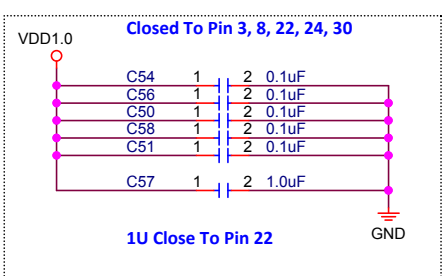 Closed To Pin 3, 8, 22, 24, 30
VDD1.0
C54 1 2 0.1uF
C56 1 2 0.1uF
C50 1 2 0.1uF
C58 1 2 0.1uF
C51 1 2 0.1uF
C57 1 2 1.0uF
1U Close To Pin 22
GND